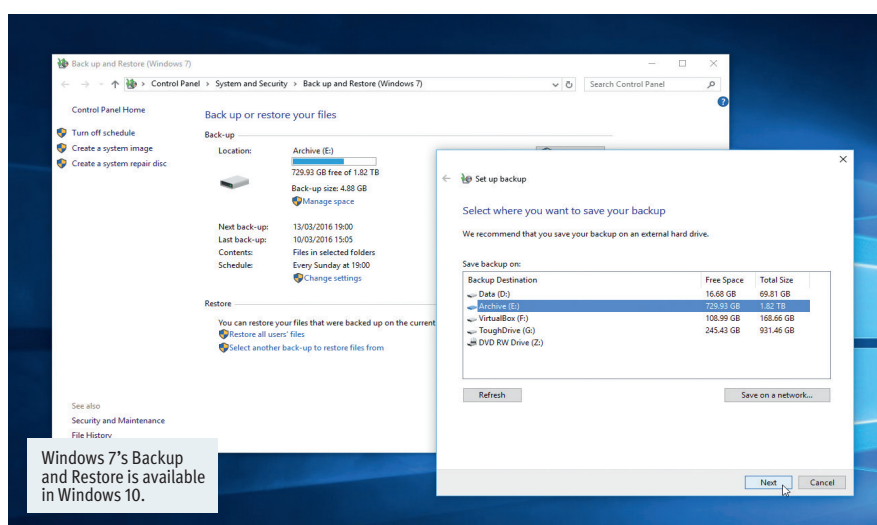 Back up and Restore (Windows 7)
Control Panel > System and Security > Back up and Restore (Windows 7)
Search Control Panel
Control Panel Home
Turn off schedule
Create a system image
Create a system repair disc
Back up or restore your files
Back-up
Location: Archive (E:)
729.93 GB free of 1.82 TB
Back-up size: 4.88 GB
Manage space
Next back-up: 13/03/2016 19:00
Last back-up: 10/03/2016 15:05
Contents: Files in selected folders
Schedule: Every Sunday at 19:00
Change settings
Restore
You can restore your files that were backed up on the current
Restore all users' files
Select another back-up to restore files from
See also
Security and Maintenance
File History
Set up backup
Select where you want to save your backup
We recommend that you save your backup on an external hard drive.
Save backup on:
Backup Destination Free Space Total Size
Data (D:) 16.68 GB 69.81 GB
Archive (E:) 729.93 GB 1.82 TB
VirtualBox (F:) 108.99 GB 168.66 GB
ToughDrive (G:) 245.43 GB 931.46 GB
DVD RW Drive (Z:)
Refresh Save on a network...
Next Cancel
Windows 7's Backup
and Restore is available
in Windows 10.